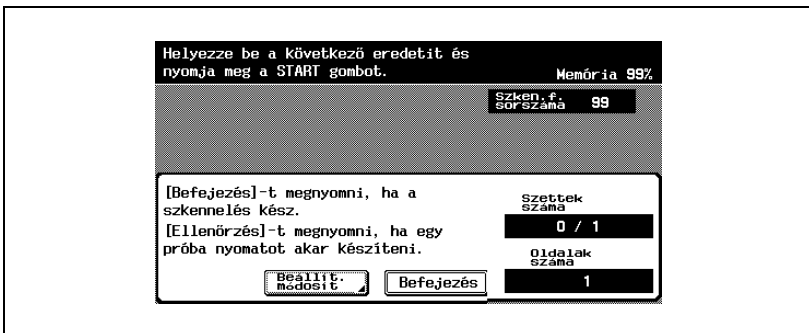 Helyezze be a következő eredetit és
nyomja meg a START gombot.
Memória 99%
Szken.f.
sorszáma 99
[Befejezés]-t megnyomni, ha a
szkennelés kész.
[Ellenőrzés]-t megnyomni, ha egy
próba nyomatot akar készíteni.
Szettek
száma
0 / 1
Oldalak
száma
1
Beállít.
módosít
Befejezés